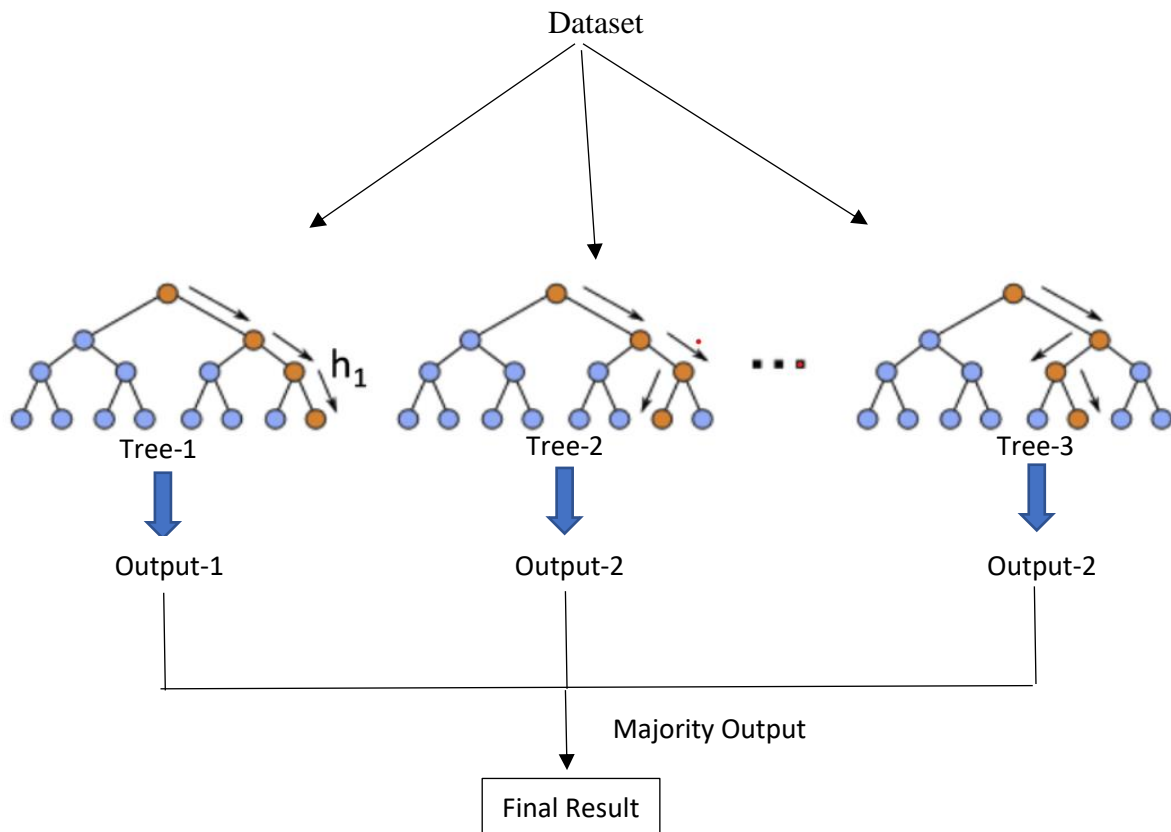 Dataset
h₁
Tree-1
Tree-2
Tree-3
Output-1
Output-2
Output-2
Majority Output
Final Result